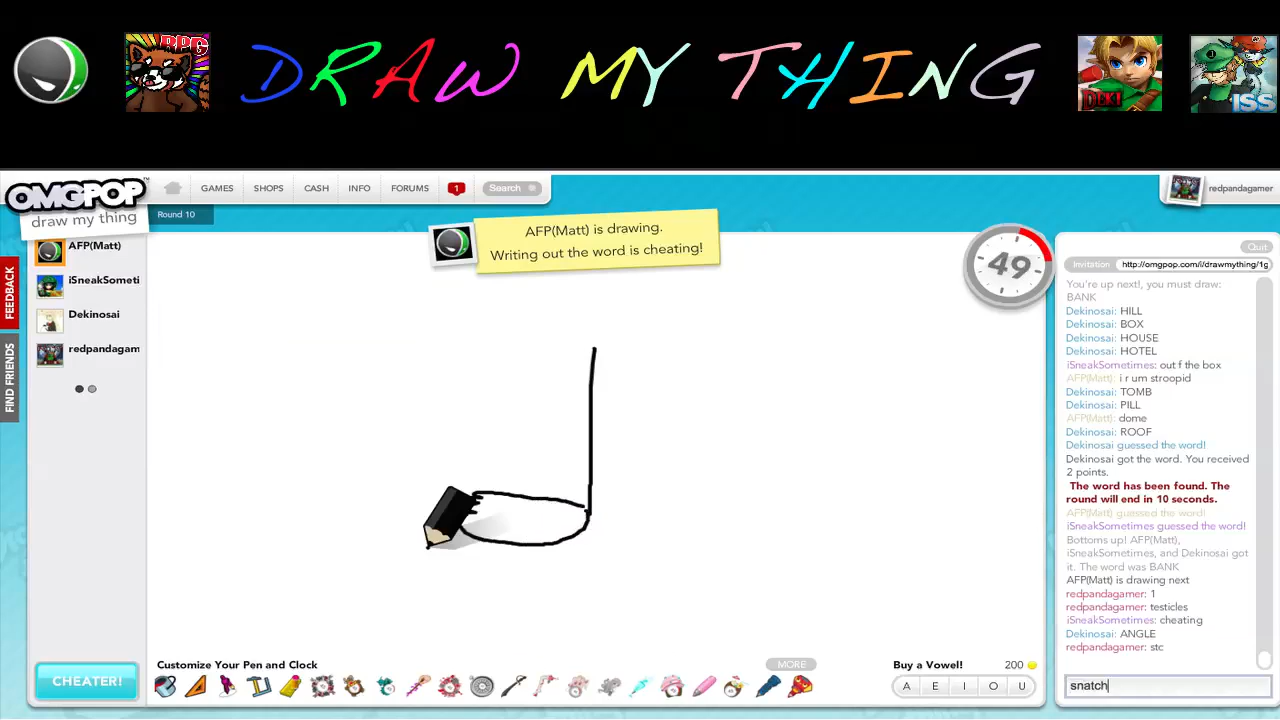 RPG
DRAW MY THING
DEKI
ISS
OMGPOP™
draw my thing
GAMES
SHOPS
CASH
INFO
FORUMS
1
Search
redpandagamer
Round 10
AFP(Matt) is drawing.
Writing out the word is cheating!
49
Quit
Invitation
http://omgpop.com/i/drawmything/1g
FEEDBACK
FIND FRIENDS
AFP(Matt)
iSneakSometi
Dekinosai
redpandagam
You're up next!, you must draw:
BANK
Dekinosai: HILL
Dekinosai: BOX
Dekinosai: HOUSE
Dekinosai: HOTEL
iSneakSometimes: out f the box
AFP(Matt): i r um stroopid
Dekinosai: TOMB
Dekinosai: PILL
AFP(Matt): dome
Dekinosai: ROOF
Dekinosai guessed the word!
Dekinosai got the word. You received
2 points.
The word has been found. The
round will end in 10 seconds.
AFP(Matt) guessed the word!
iSneakSometimes guessed the word!
Bottoms up! AFP(Matt),
iSneakSometimes, and Dekinosai got
it. The word was BANK
AFP(Matt) is drawing next
redpandagamer: 1
redpandagamer: testicles
iSneakSometimes: cheating
Dekinosai: ANGLE
redpandagamer: stc
snatch
CHEATER!
Customize Your Pen and Clock
MORE
Buy a Vowel!
200
A E I O U